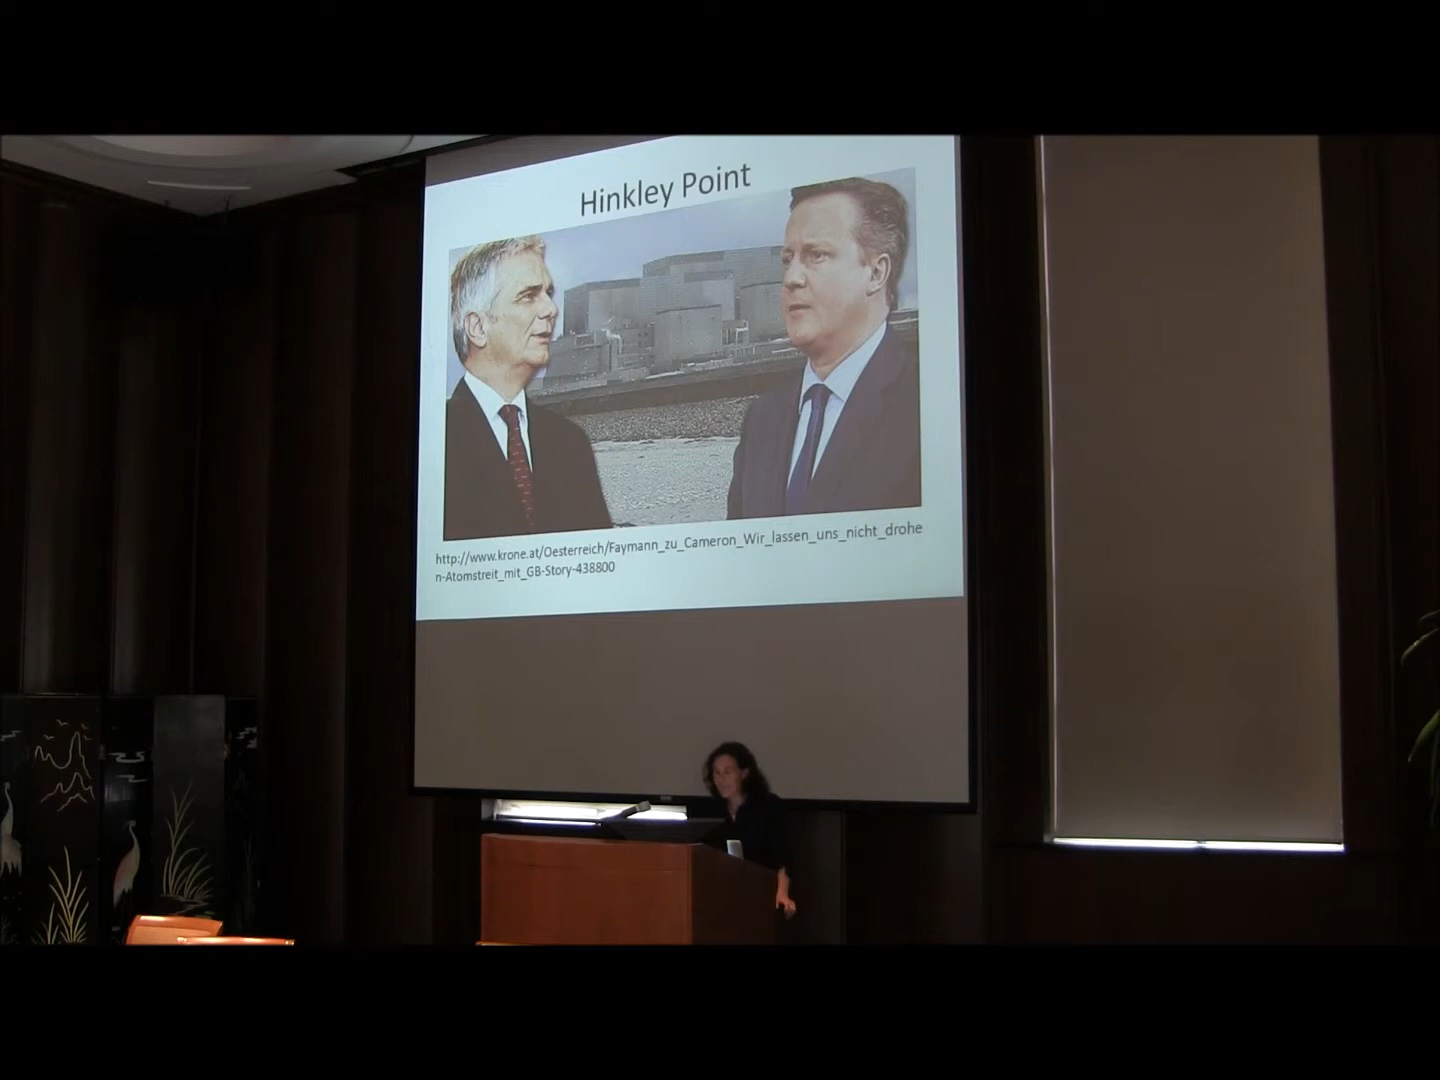 Hinkley Point
http://www.krone.at/Oesterreich/Faymann_zu_Cameron_Wir_lassen_uns_nicht_drohe
n-Atomstreit_mit_GB-Story-438800